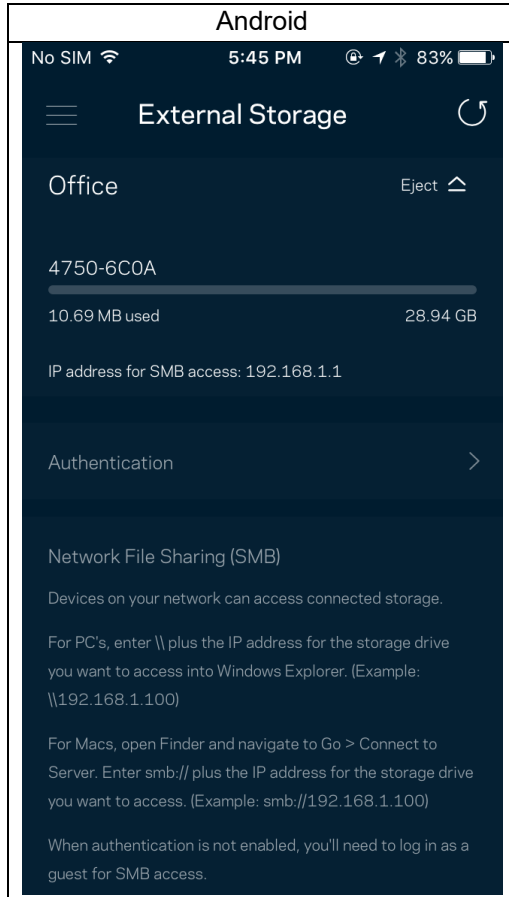 Android
No SIM 5:45 PM 83%
External Storage
Office Eject
4750-6C0A
10.69 MB used 28.94 GB
IP address for SMB access: 192.168.1.1
Authentication
Network File Sharing (SMB)
Devices on your network can access connected storage.
For PC's, enter \\ plus the IP address for the storage drive
you want to access into Windows Explorer. (Example:
\\192.168.1.100)
For Macs, open Finder and navigate to Go > Connect to
Server. Enter smb:// plus the IP address for the storage drive
you want to access. (Example: smb://192.168.1.100)
When authentication is not enabled, you'll need to log in as a
guest for SMB access.